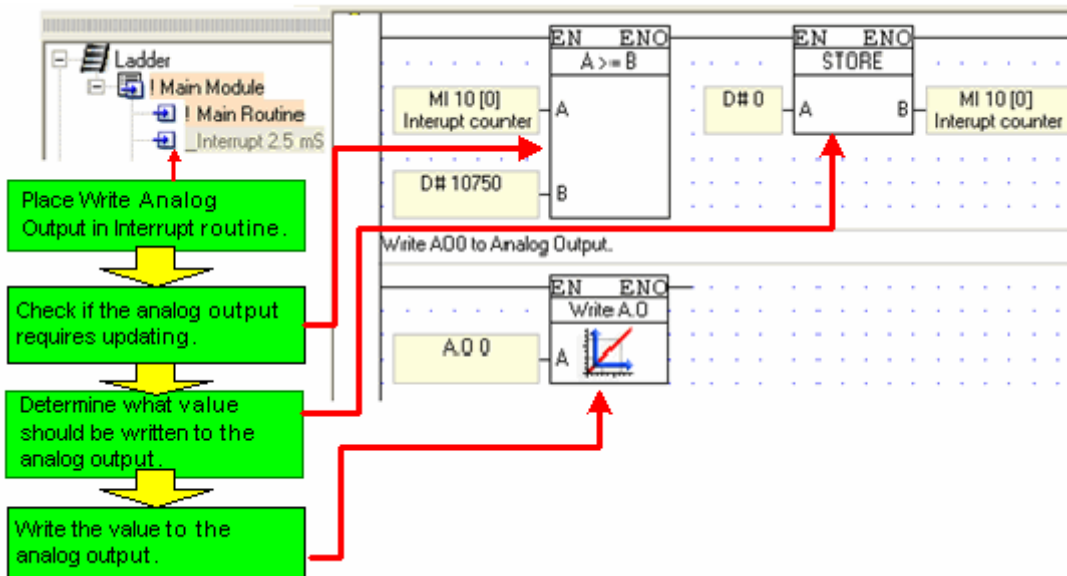 Ladder
! Main Module
! Main Routine
_Interrupt 2.5 mS
Place Write Analog
Output in Interrupt routine.
Check if the analog output
requires updating.
Determine what value
should be written to the
analog output.
Write the value to the
analog output.
EN ENO
A >= B
MI 10 [0]
Interupt counter
A
D# 10750
B
EN ENO
STORE
D# 0
A B
MI 10 [0]
Interupt counter
Write AO0 to Analog Output.
EN ENO
Write A.O
A.O 0
A